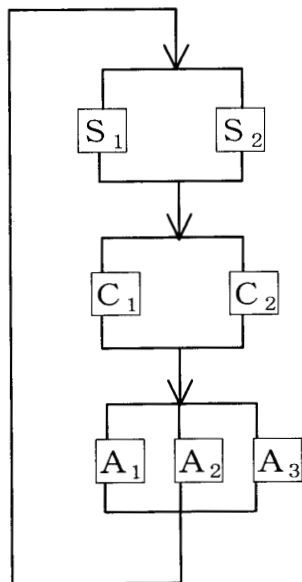 S₁ S₂
C₁ C₂
A₁ A₂ A₃